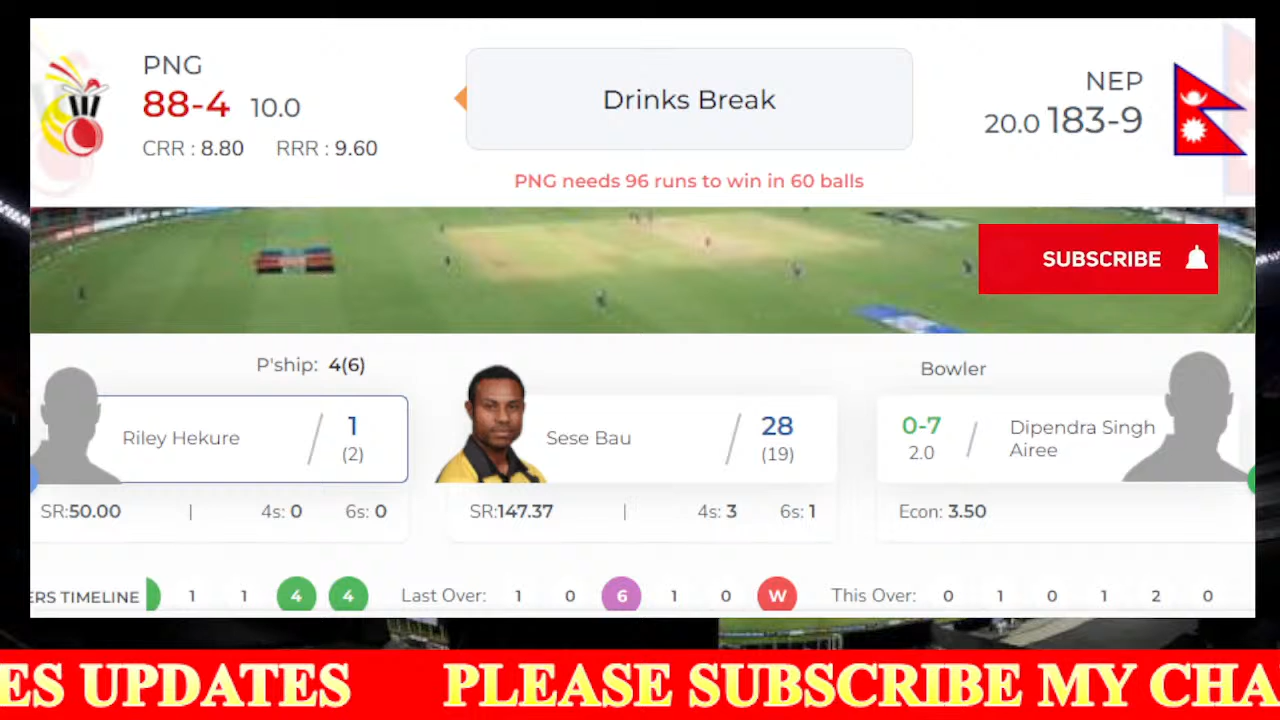 PNG
88-4 10.0
CRR : 8.80 RRR : 9.60
Drinks Break
PNG needs 96 runs to win in 60 balls
NEP
20.0 183-9
SUBSCRIBE
P'ship: 4(6)
Riley Hekure
1
(2)
SR:50.00 | 4s: 0 6s: 0
Sese Bau
28
(19)
SR:147.37 | 4s: 3 6s: 1
Bowler
0-7
2.0
Dipendra Singh
Airee
Econ: 3.50
ERS TIMELINE 1 1 4 4 Last Over: 1 0 6 1 0 W This Over: 0 1 0 1 2 0
ES UPDATES PLEASE SUBSCRIBE MY CHA